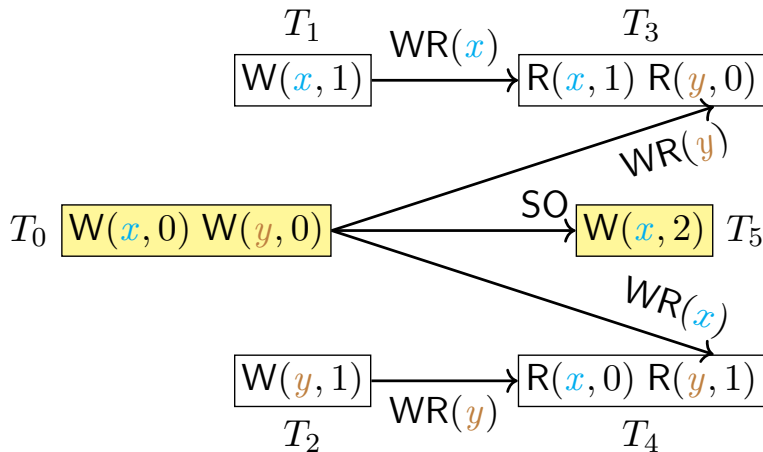 T₁ T₃
W(x, 1) WR(x) R(x, 1) R(y, 0)
WR(y)
T₀ W(x, 0) W(y, 0) SO W(x, 2) T₅
WR(x)
W(y, 1) WR(y) R(x, 0) R(y, 1)
T₂ T₄